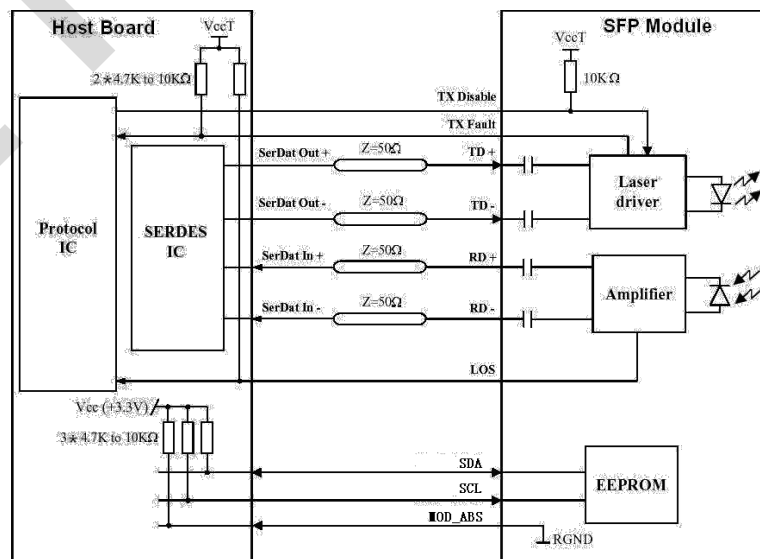 Host Board
SFP Module
VccT
VccT
2*4.7K to 10KΩ
10KΩ
TX Disable
TX Fault
SerDat Out +
Z=50Ω
TD +
SerDat Out -
Z=50Ω
TD -
Laser driver
Protocol IC
SERDES IC
SerDat In +
Z=50Ω
RD +
SerDat In -
Z=50Ω
RD -
Amplifier
LOS
Vcc (+3.3V)
3*4.7K to 10KΩ
SDA
SCL
MOD_ABS
EEPROM
RGND